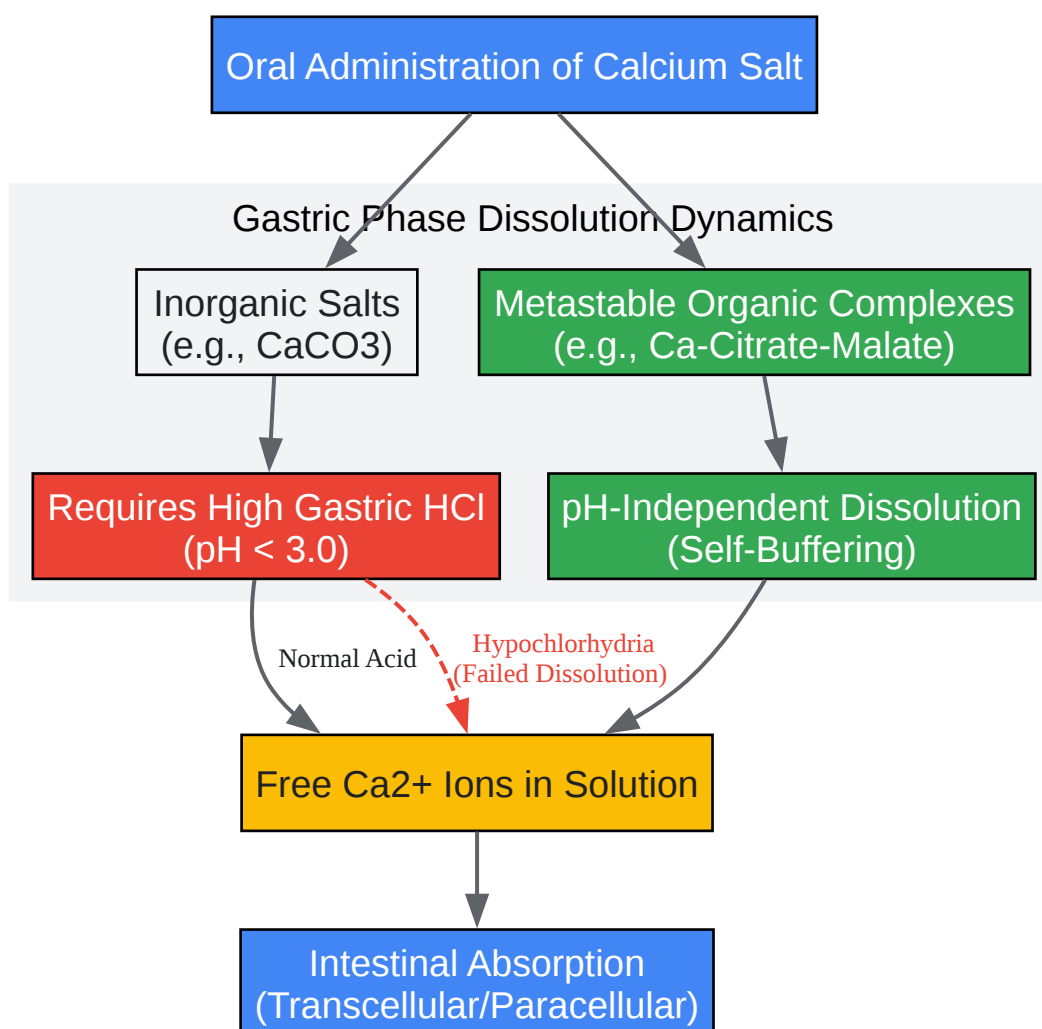 Oral Administration of Calcium Salt
Gastric Phase Dissolution Dynamics
Inorganic Salts
(e.g., CaCO3)
Metastable Organic Complexes
(e.g., Ca-Citrate-Malate)
Requires High Gastric HCl
(pH < 3.0)
pH-Independent Dissolution
(Self-Buffering)
Normal Acid
Hypochlorhydria
(Failed Dissolution)
Free Ca2+ Ions in Solution
Intestinal Absorption
(Transcellular/Paracellular)